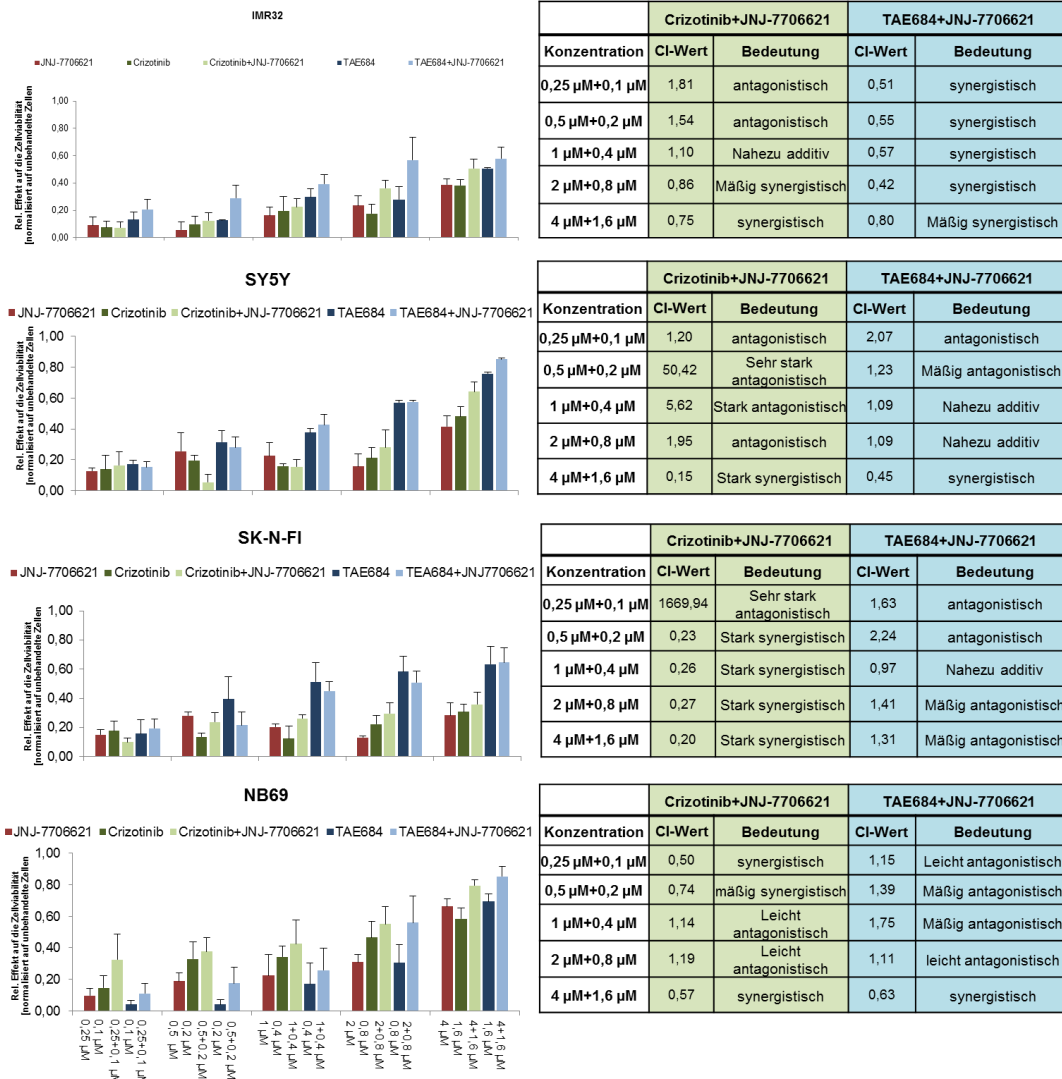 IMR32
JNJ-7706621 Crizotinib Crizotinib+JNJ-7706621 TAE684 TAE684+JNJ-7706621
Rel. Effekt auf die Zellviabilität
[normalisiert auf unbehandelte Zellen
1,00
0,80
0,60
0,40
0,20
0,00
Crizotinib+JNJ-7706621 TAE684+JNJ-7706621
Konzentration CI-Wert Bedeutung CI-Wert Bedeutung
0,25 µM+0,1 µM 1,81 antagonistisch 0,51 synergistisch
0,5 µM+0,2 µM 1,54 antagonistisch 0,55 synergistisch
1 µM+0,4 µM 1,10 Nahezu additiv 0,57 synergistisch
2 µM+0,8 µM 0,86 Mäßig synergistisch 0,42 synergistisch
4 µM+1,6 µM 0,75 synergistisch 0,80 Mäßig synergistisch
SY5Y
JNJ-7706621 Crizotinib Crizotinib+JNJ-7706621 TAE684 TAE684+JNJ-7706621
Rel. Effekt auf die Zellviabilität
[normalisiert auf unbehandelte Zellen
1,00
0,80
0,60
0,40
0,20
0,00
Crizotinib+JNJ-7706621 TAE684+JNJ-7706621
Konzentration CI-Wert Bedeutung CI-Wert Bedeutung
0,25 µM+0,1 µM 1,20 antagonistisch 2,07 antagonistisch
0,5 µM+0,2 µM 50,42 Sehr stark antagonistisch 1,23 Mäßig antagonistisch
1 µM+0,4 µM 5,62 Stark antagonistisch 1,09 Nahezu additiv
2 µM+0,8 µM 1,95 antagonistisch 1,09 Nahezu additiv
4 µM+1,6 µM 0,15 Stark synergistisch 0,45 synergistisch
SK-N-FI
JNJ-7706621 Crizotinib Crizotinib+JNJ-7706621 TAE684 TEA684+JNJ7706621
Rel. Effekt auf die Zellviabilität
[normalisiert auf unbehandelte Zellen
1,00
0,80
0,60
0,40
0,20
0,00
Crizotinib+JNJ-7706621 TAE684+JNJ-7706621
Konzentration CI-Wert Bedeutung CI-Wert Bedeutung
0,25 µM+0,1 µM 1669,94 Sehr stark antagonistisch 1,63 antagonistisch
0,5 µM+0,2 µM 0,23 Stark synergistisch 2,24 antagonistisch
1 µM+0,4 µM 0,26 Stark synergistisch 0,97 Nahezu additiv
2 µM+0,8 µM 0,27 Stark synergistisch 1,41 Mäßig antagonistisch
4 µM+1,6 µM 0,20 Stark synergistisch 1,31 Mäßig antagonistisch
NB69
JNJ-7706621 Crizotinib Crizotinib+JNJ-7706621 TAE684 TAE684+JNJ-7706621
Rel. Effekt auf die Zellviabilität
[normalisiert auf unbehandelte Zellen
1,00
0,80
0,60
0,40
0,20
0,00
0,25 µM
0,1 µM
0,25+0,1 µM
0,1 µM
0,25+0,1 µM
0,5 µM
0,2 µM
0,5+0.2 µM
0,2 µM
0,5+0,2 µM
1 µM
0,4 µM
1+0,4 µM
0,4 µM
1+0,4 µM
2 µM
0,8 µM
2+0,8 µM
0,8 µM
2+0,8 µM
4 µM
1,6 µM
4+1,6 µM
1,6 µM
4+1,6 µM
Crizotinib+JNJ-7706621 TAE684+JNJ-7706621
Konzentration CI-Wert Bedeutung CI-Wert Bedeutung
0,25 µM+0,1 µM 0,50 synergistisch 1,15 Leicht antagonistisch
0,5 µM+0,2 µM 0,74 mäßig synergistisch 1,39 Mäßig antagonistisch
1 µM+0,4 µM 1,14 Leicht antagonistisch 1,75 Mäßig antagonistisch
2 µM+0,8 µM 1,19 Leicht antagonistisch 1,11 leicht antagonistisch
4 µM+1,6 µM 0,57 synergistisch 0,63 synergistisch